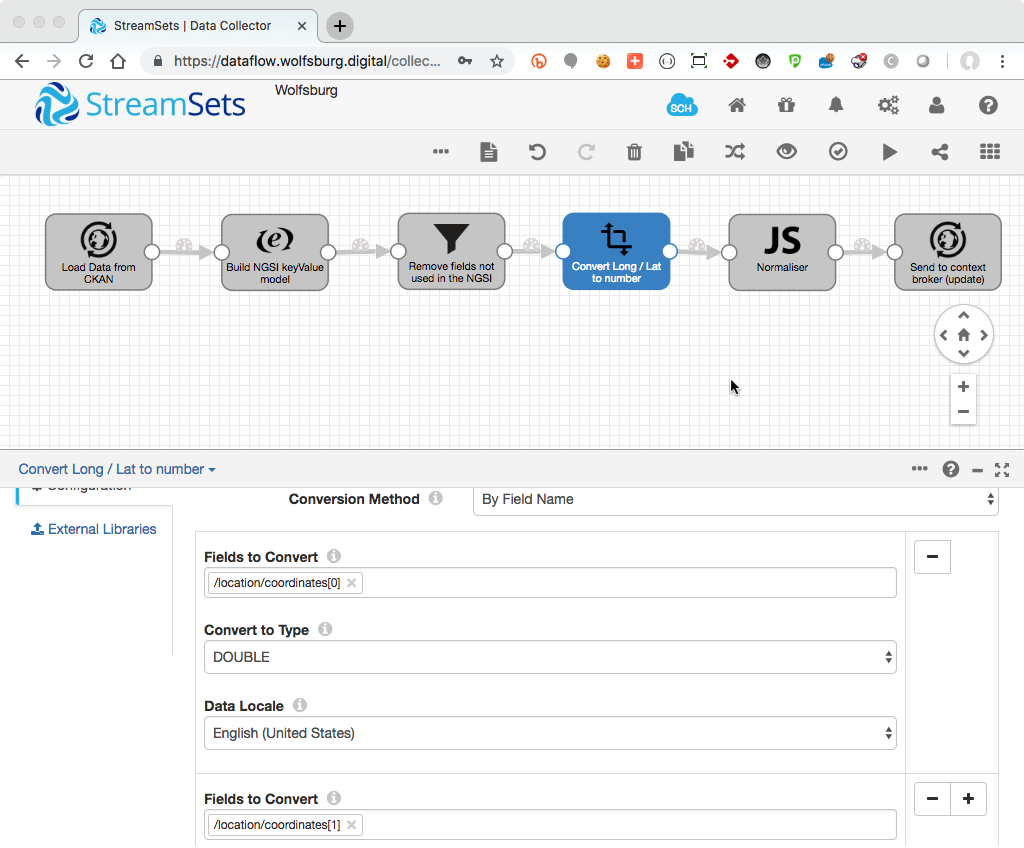 StreamSets | Data Collector
https://dataflow.wolfsburg.digital/collec...
StreamSets
Wolfsburg
SCH
Load Data from
CKAN
Build NGSI keyValue
model
Remove fields not
used in the NGSI
Convert Long / Lat
to number
JS
Normaliser
Send to context
broker (update)
Convert Long / Lat to number
Configuration
External Libraries
Conversion Method
By Field Name
Fields to Convert
/location/coordinates[0]
Convert to Type
DOUBLE
Data Locale
English (United States)
Fields to Convert
/location/coordinates[1]